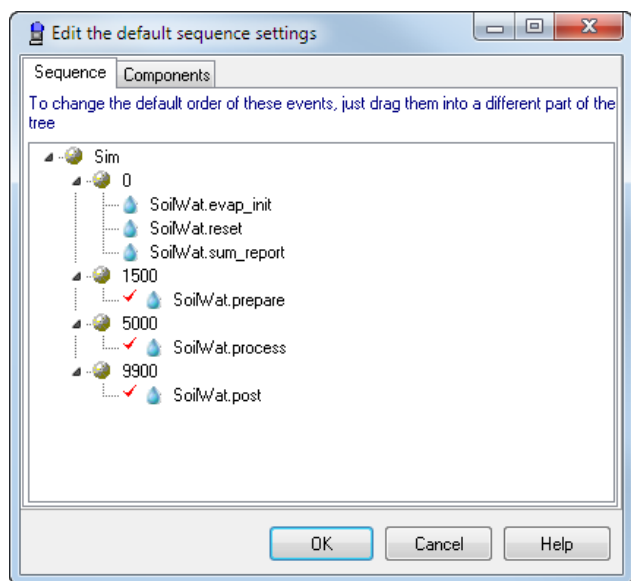 Edit the default sequence settings
Sequence Components
To change the default order of these events, just drag them into a different part of the
tree
Sim
0
SoilWat.evap_init
SoilWat.reset
SoilWat.sum_report
1500
SoilWat.prepare
5000
SoilWat.process
9900
SoilWat.post
OK Cancel Help